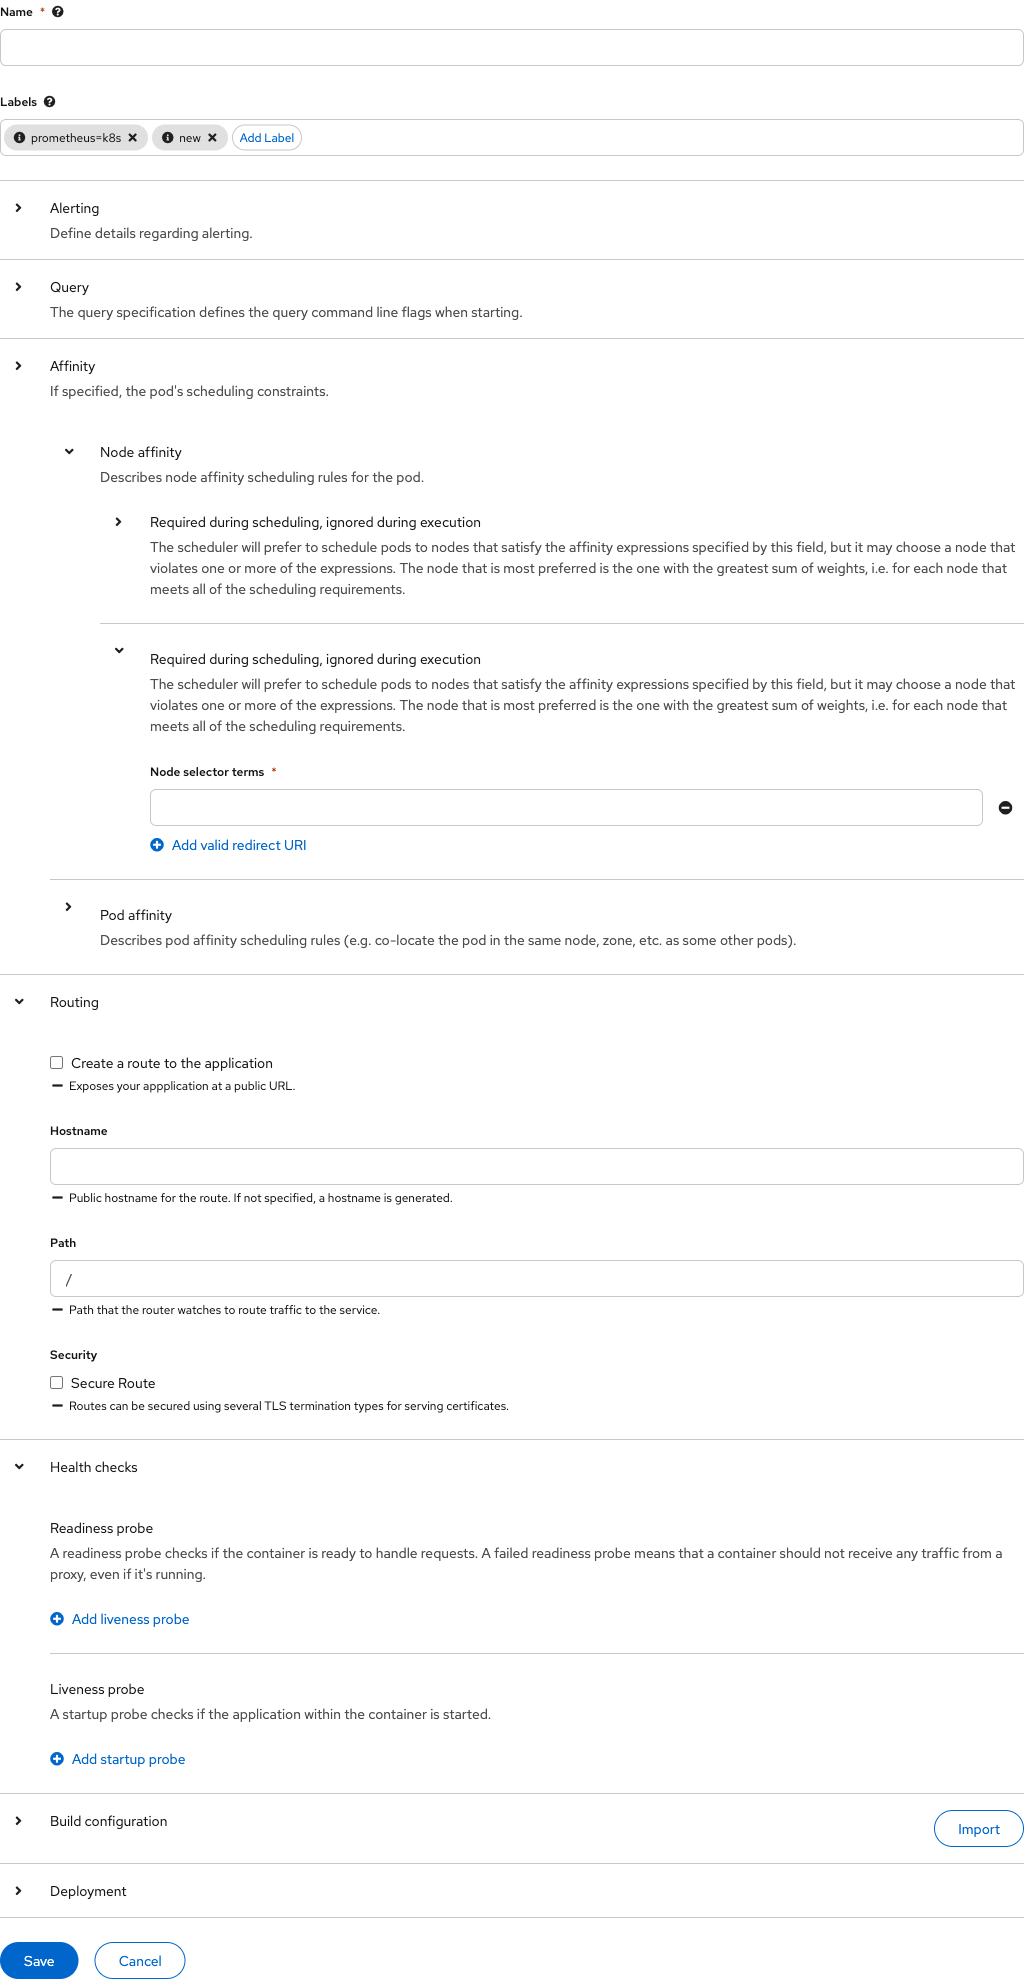 Name *
Labels
prometheus=k8s new Add Label
Alerting
Define details regarding alerting.
Query
The query specification defines the query command line flags when starting.
Affinity
If specified, the pod's scheduling constraints.
Node affinity
Describes node affinity scheduling rules for the pod.
Required during scheduling, ignored during execution
The scheduler will prefer to schedule pods to nodes that satisfy the affinity expressions specified by this field, but it may choose a node that
violates one or more of the expressions. The node that is most preferred is the one with the greatest sum of weights, i.e. for each node that
meets all of the scheduling requirements.
Required during scheduling, ignored during execution
The scheduler will prefer to schedule pods to nodes that satisfy the affinity expressions specified by this field, but it may choose a node that
violates one or more of the expressions. The node that is most preferred is the one with the greatest sum of weights, i.e. for each node that
meets all of the scheduling requirements.
Node selector terms *
Add valid redirect URI
Pod affinity
Describes pod affinity scheduling rules (e.g. co-locate the pod in the same node, zone, etc. as some other pods).
Routing
Create a route to the application
Exposes your appplication at a public URL.
Hostname
Public hostname for the route. If not specified, a hostname is generated.
Path
/
Path that the router watches to route traffic to the service.
Security
Secure Route
Routes can be secured using several TLS termination types for serving certificates.
Health checks
Readiness probe
A readiness probe checks if the container is ready to handle requests. A failed readiness probe means that a container should not receive any traffic from a
proxy, even if it's running.
Add liveness probe
Liveness probe
A startup probe checks if the application within the container is started.
Add startup probe
Build configuration
Import
Deployment
Save Cancel